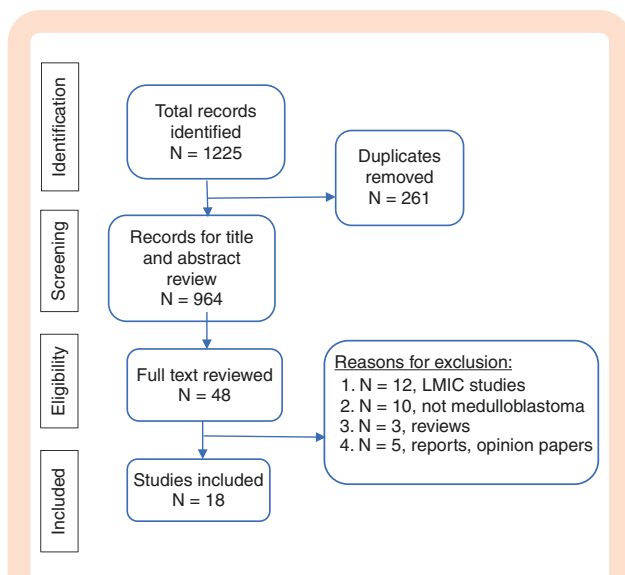 Identification
Total records
identified
N = 1225
Duplicates
removed
N = 261
Screening
Records for title
and abstract
review
N = 964
Eligibility
Full text reviewed
N = 48
Reasons for exclusion:
1. N = 12, LMIC studies
2. N = 10, not medulloblastoma
3. N = 3, reviews
4. N = 5, reports, opinion papers
Included
Studies included
N = 18